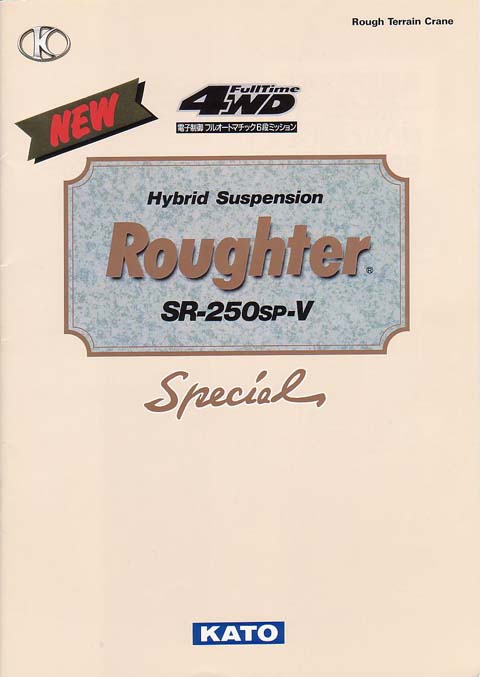 Rough Terrain Crane
K
NEW
FullTime
4WD
電子制御 フルオートマチック6段ミッション
Hybrid Suspension
Roughter®
SR-250SP-V
Special
KATO